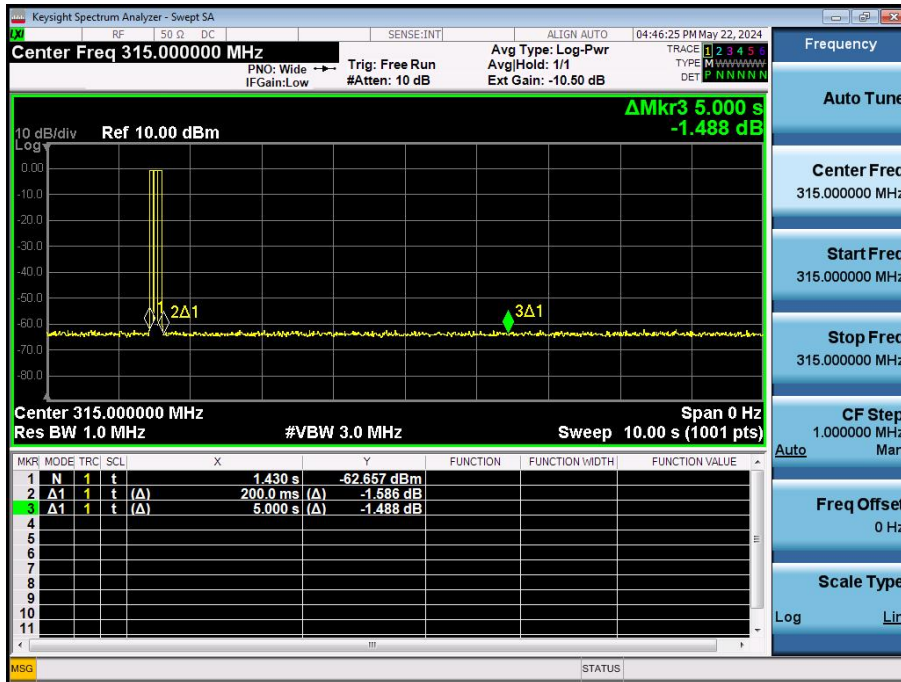 Keysight Spectrum Analyzer - Swept SA
LXI RF 50 Ω DC SENSE:INT ALIGN AUTO 04:46:25 PM May 22, 2024
Center Freq 315.000000 MHz
PNO: Wide
IFGain:Low
Trig: Free Run
#Atten: 10 dB
Avg Type: Log-Pwr
Avg|Hold: 1/1
Ext Gain: -10.50 dB
TRACE 1 2 3 4 5 6
TYPE M WWWWW
DET P N N N N N
ΔMkr3 5.000 s
-1.488 dB
10 dB/div Ref 10.00 dBm
Log
0.00
-10.0
-20.0
-30.0
-40.0
-50.0
-60.0
-70.0
-80.0
1
2Δ1
3Δ1
Center 315.000000 MHz Span 0 Hz
Res BW 1.0 MHz #VBW 3.0 MHz Sweep 10.00 s (1001 pts)
MKR MODE TRC SCL X Y FUNCTION FUNCTION WIDTH FUNCTION VALUE
1 N 1 t 1.430 s -62.657 dBm
2 Δ1 1 t (Δ) 200.0 ms (Δ) -1.586 dB
3 Δ1 1 t (Δ) 5.000 s (Δ) -1.488 dB
4
5
6
7
8
9
10
11
MSG STATUS
Frequency
Auto Tune
Center Freq
315.000000 MHz
Start Freq
315.000000 MHz
Stop Freq
315.000000 MHz
CF Step
1.000000 MHz
Auto Man
Freq Offset
0 Hz
Scale Type
Log Lin